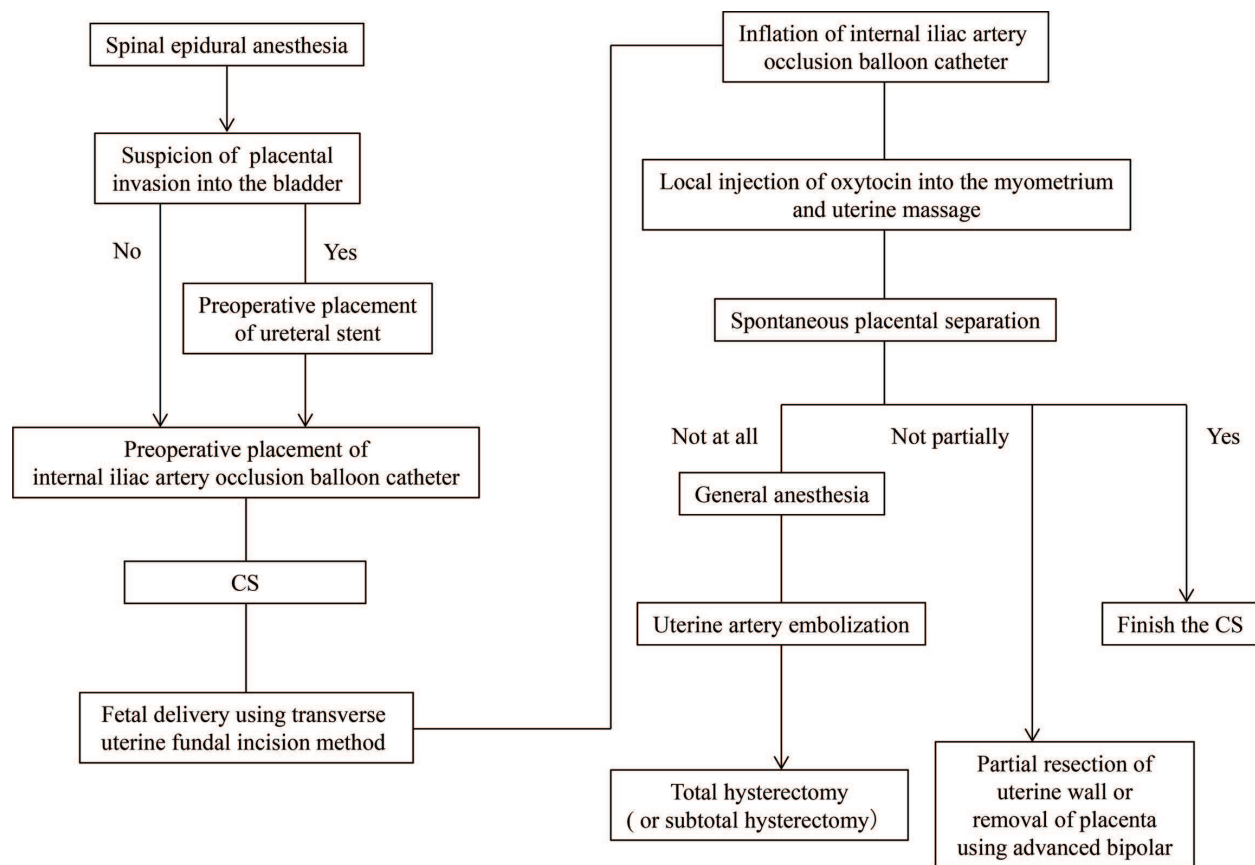 Spinal epidural anesthesia
Suspicion of placental
invasion into the bladder
No
Yes
Preoperative placement
of ureteral stent
Preoperative placement of
internal iliac artery occlusion balloon catheter
CS
Fetal delivery using transverse
uterine fundal incision method
Inflation of internal iliac artery
occlusion balloon catheter
Local injection of oxytocin into the myometrium
and uterine massage
Spontaneous placental separation
Not at all
Not partially
Yes
General anesthesia
Uterine artery embolization
Finish the CS
Total hysterectomy
( or subtotal hysterectomy)
Partial resection of
uterine wall or
removal of placenta
using advanced bipolar